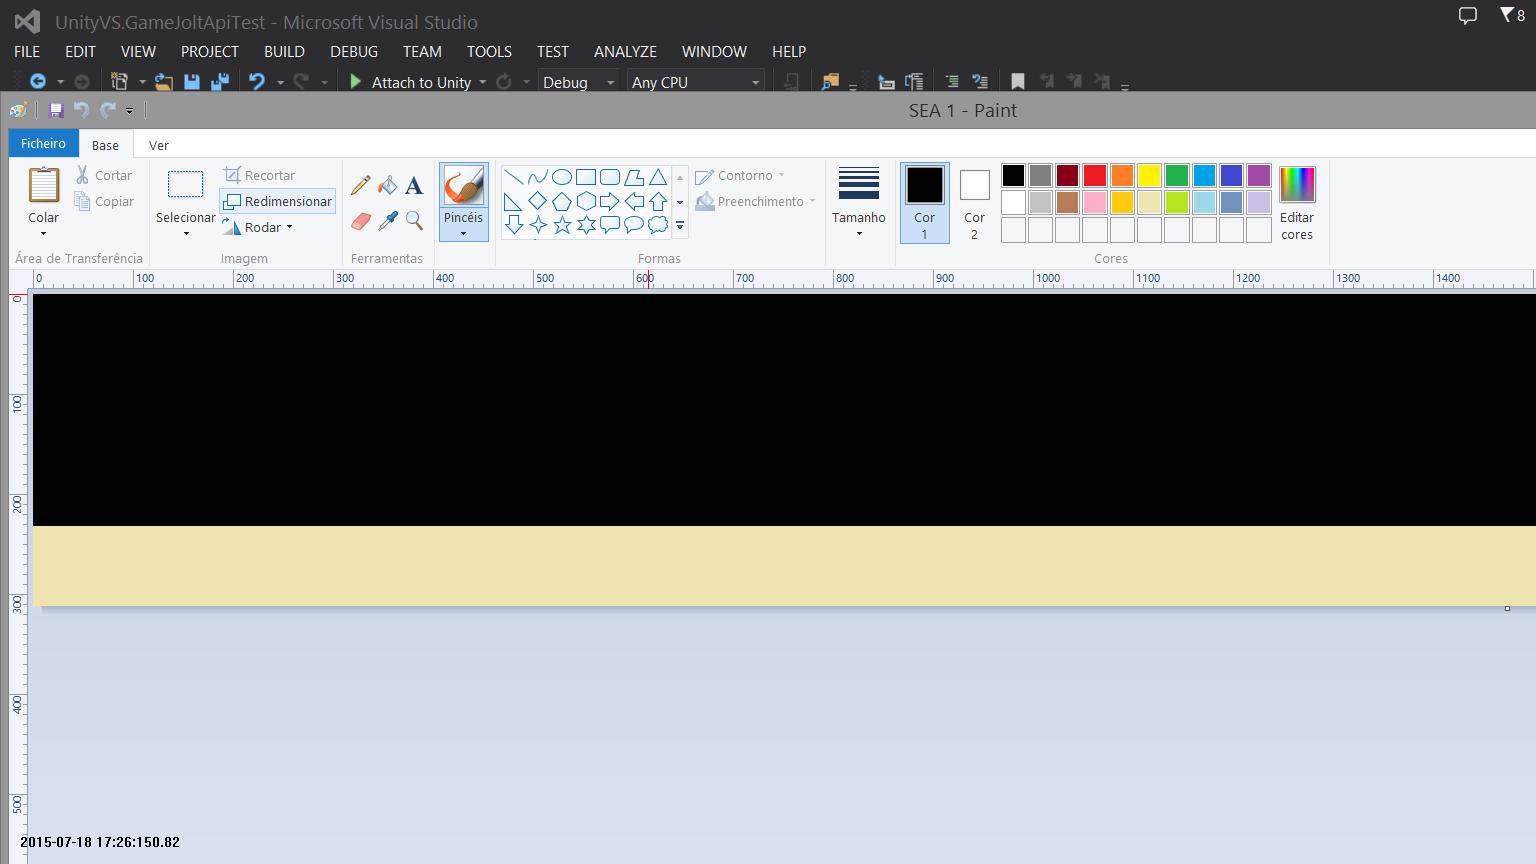 UnityVS.GameJoltApiTest - Microsoft Visual Studio
8
FILE EDIT VIEW PROJECT BUILD DEBUG TEAM TOOLS TEST ANALYZE WINDOW HELP
Attach to Unity Debug Any CPU
SEA 1 - Paint
Ficheiro Base Ver
Colar
Cortar
Copiar
Área de Transferência
Selecionar
Recortar
Redimensionar
Rodar
Imagem
A
Ferramentas
Pincéis
Contorno
Preenchimento
Formas
Tamanho
Cor
1
Cor
2
Editar
cores
Cores
0 100 200 300 400 500 600 700 800 900 1000 1100 1200 1300 1400
0
100
200
300
400
500
2015-07-18 17:26:150.82